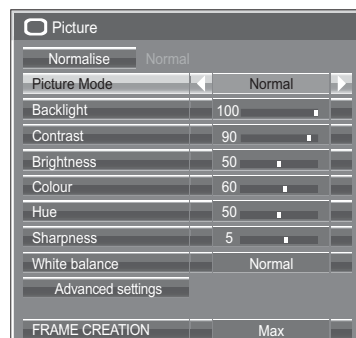 Picture
Normalise Normal
Picture Mode Normal
Backlight 100
Contrast 90
Brightness 50
Colour 60
Hue 50
Sharpness 5
White balance Normal
Advanced settings
FRAME CREATION Max